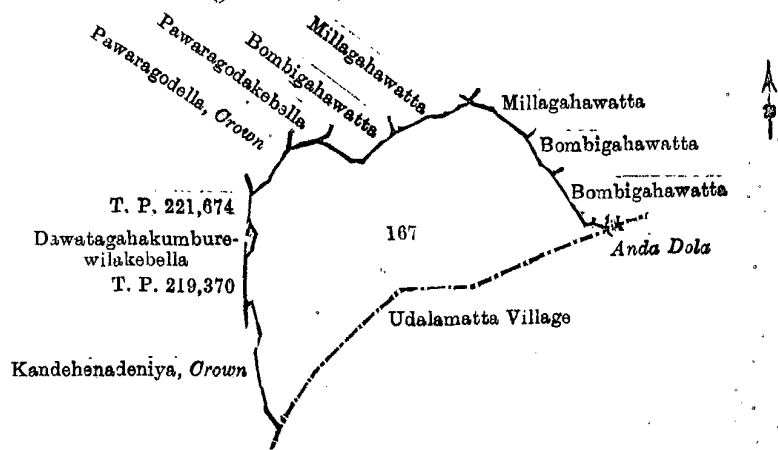 Pawaragodella, Crown
Pawaragodakebella
Bombigahawatta
Millagahawatta
Millagahawatta
Bombigahawatta
Bombigahawatta
T. P. 221,674
Dawatagahakumbure-
wilakebella
T. P. 219,370
167
Anda Dola
Udalamatta Village
Kandehenadeniya, Crown